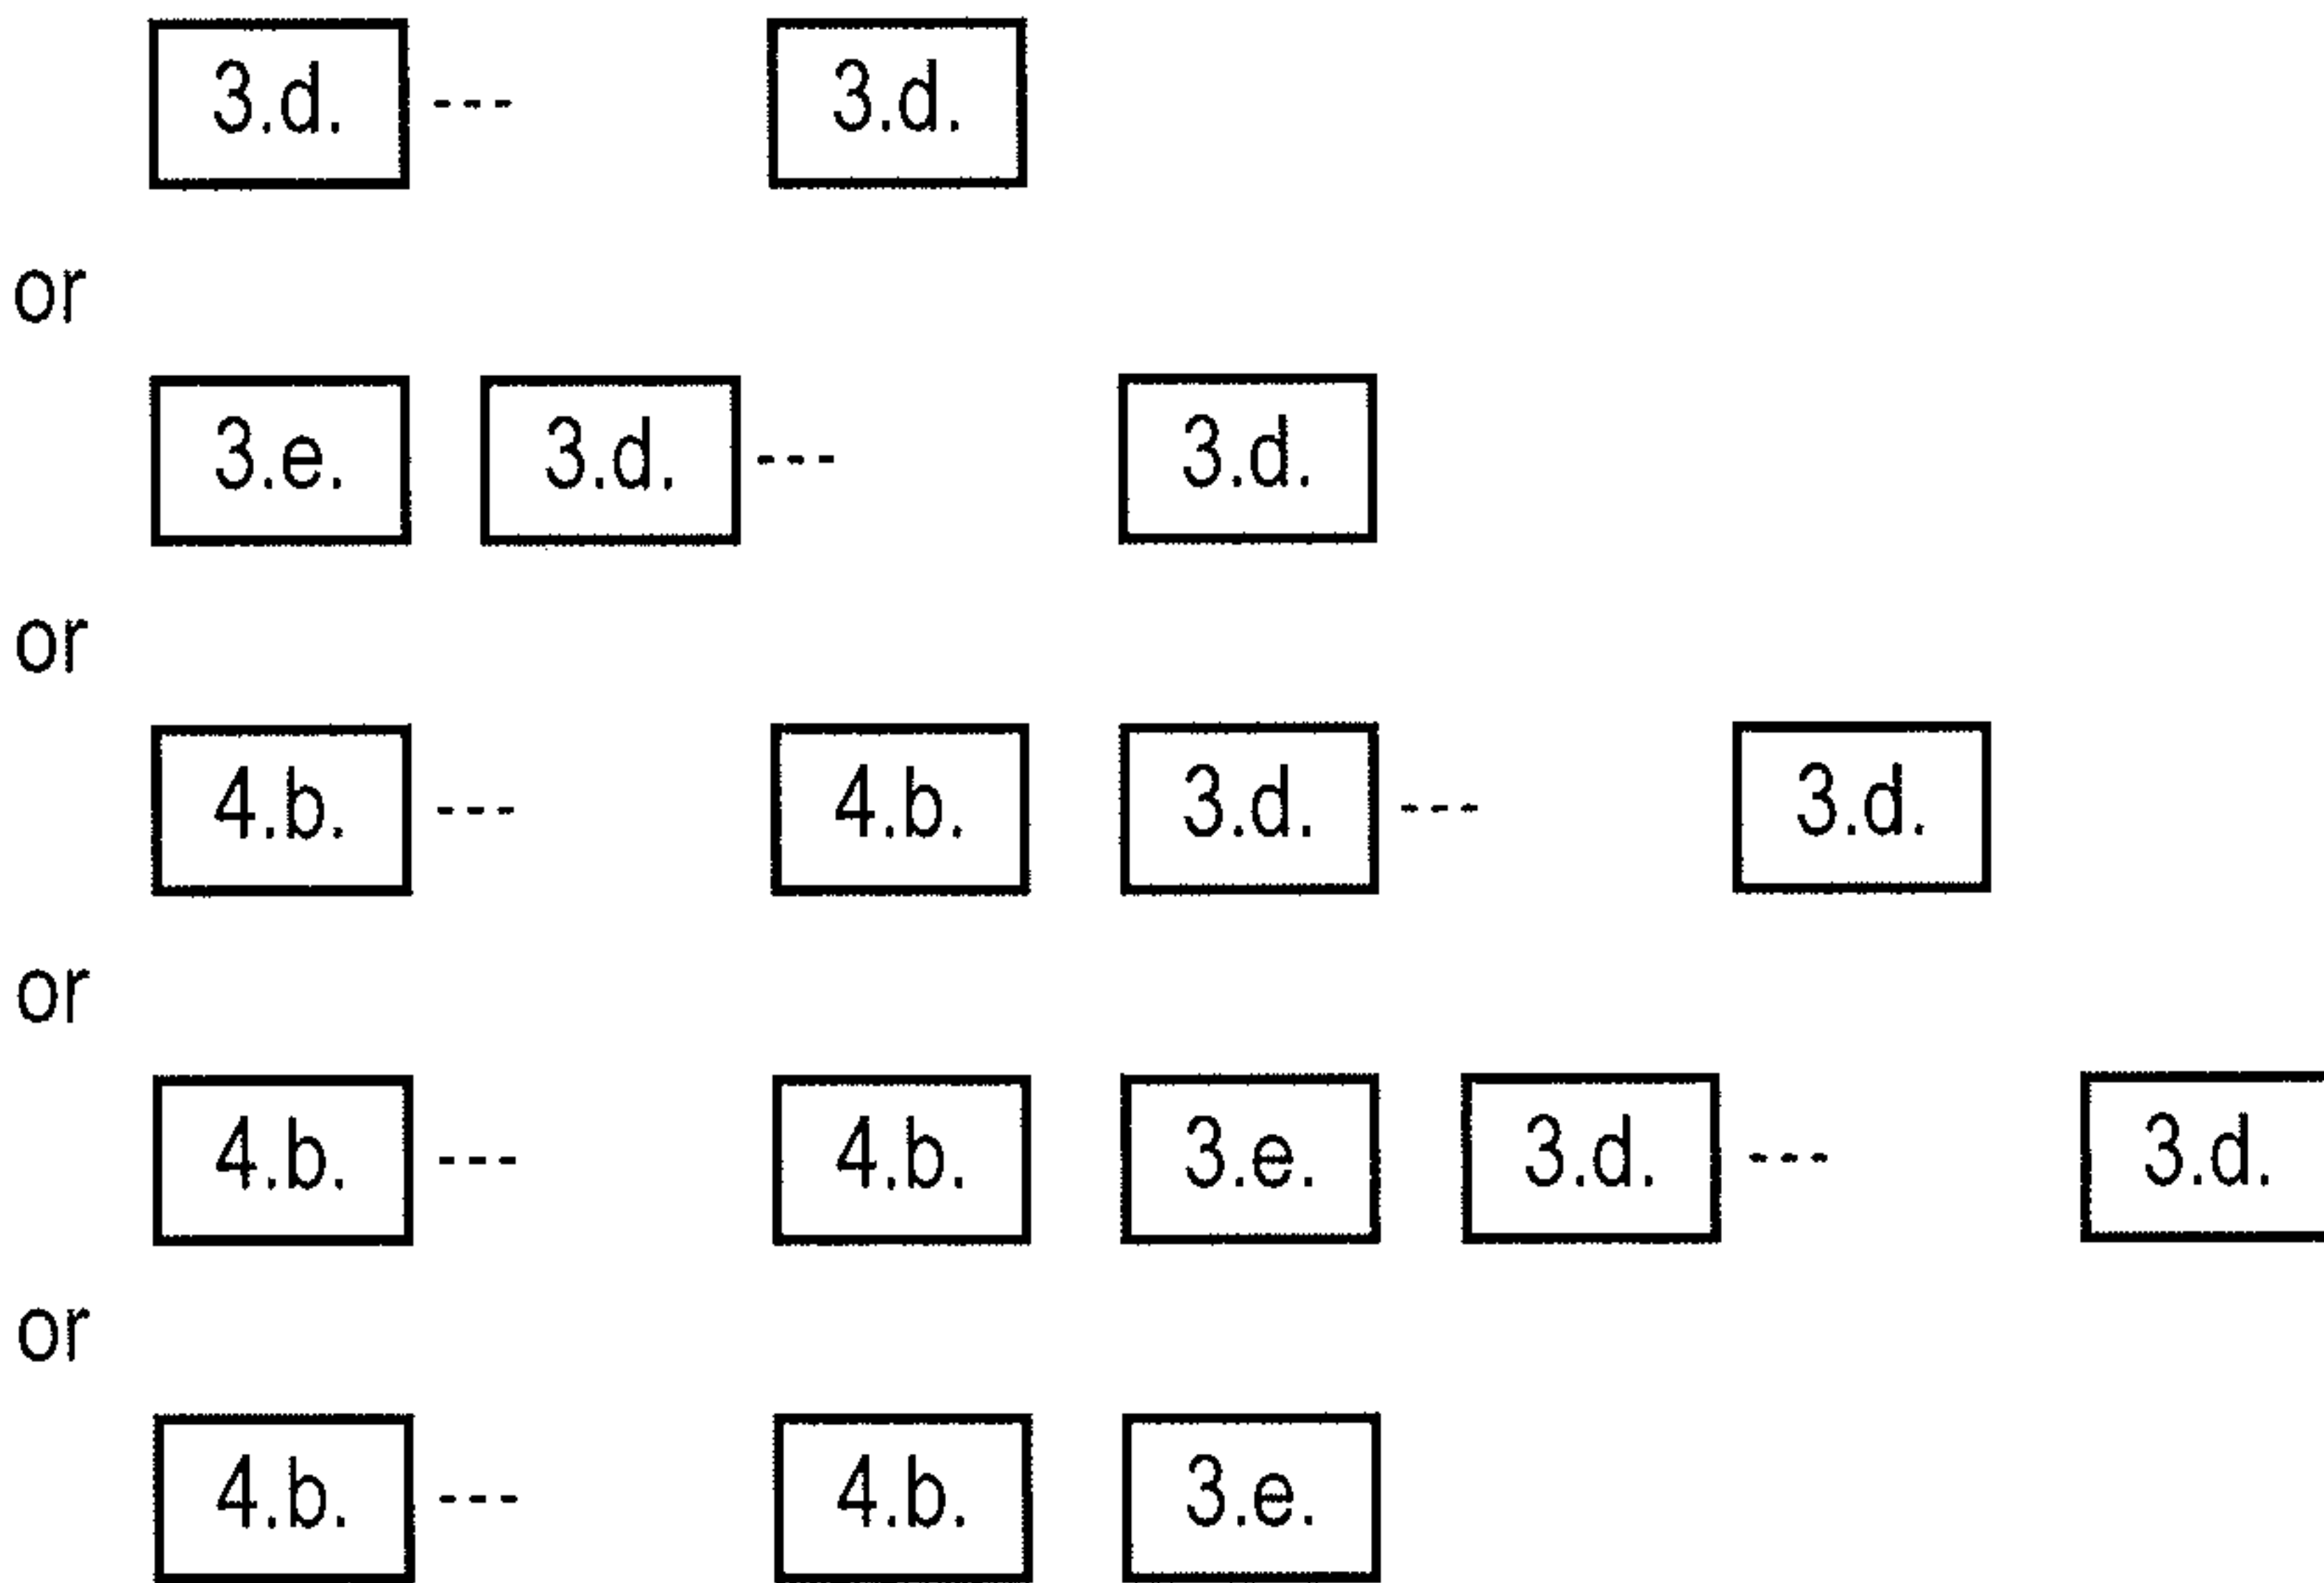 3.d. --- 3.d.
or
3.e. 3.d. --- 3.d.
or
4.b. --- 4.b. 3.d. --- 3.d.
or
4.b. --- 4.b. 3.e. 3.d. --- 3.d.
or
4.b. --- 4.b. 3.e.